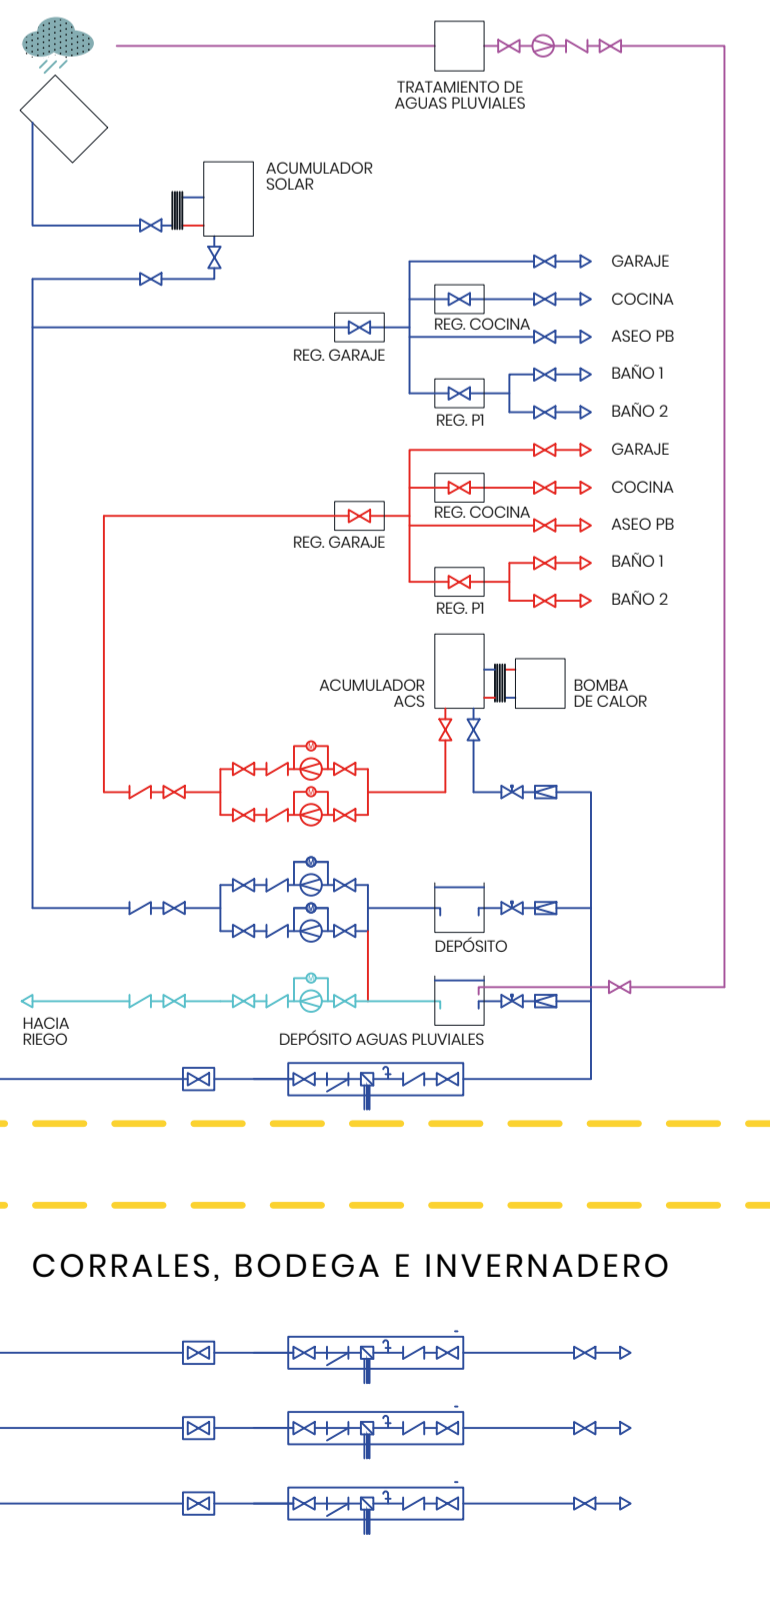 TRATAMIENTO DE
AGUAS PLUVIALES
ACUMULADOR
SOLAR
GARAJE
COCINA
REG. COCINA
REG. GARAJE
ASEO PB
BAÑO 1
REG. P1
BAÑO 2
GARAJE
COCINA
REG. COCINA
REG. GARAJE
ASEO PB
BAÑO 1
REG. P1
BAÑO 2
ACUMULADOR
ACS
BOMBA
DE CALOR
M
M
M
M
DEPÓSITO
M
HACIA
RIEGO
DEPÓSITO AGUAS PLUVIALES
CORRALES, BODEGA E INVERNADERO